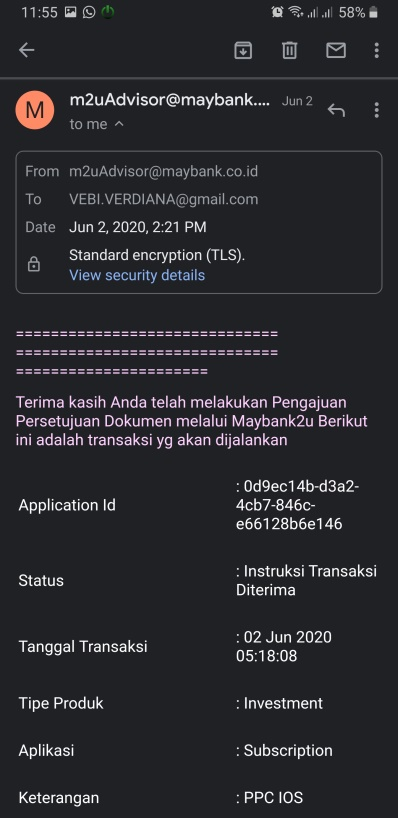 11:55 58%
m2uAdvisor@maybank.... Jun 2
M
to me
From m2uAdvisor@maybank.co.id
To VEBI.VERDIANA@gmail.com
Date Jun 2, 2020, 2:21 PM
Standard encryption (TLS).
View security details
==============================
==============================
======================
Terima kasih Anda telah melakukan Pengajuan
Persetujuan Dokumen melalui Maybank2u Berikut
ini adalah transaksi yg akan dijalankan
Application Id
: 0d9ec14b-d3a2-
4cb7-846c-
e66128b6e146
Status
: Instruksi Transaksi
Diterima
Tanggal Transaksi
: 02 Jun 2020
05:18:08
Tipe Produk : Investment
Aplikasi : Subscription
Keterangan : PPC IOS